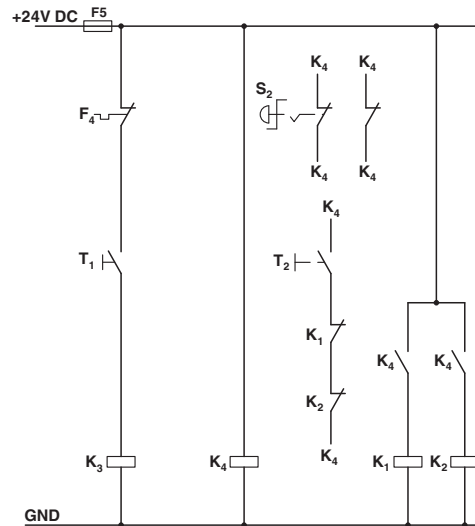 +24V DC F5
K4 K4
S2
F4
K4 K4
K4
T1 T2
K1
K4 K4
K2
K4
K3 K4 K1 K2
GND